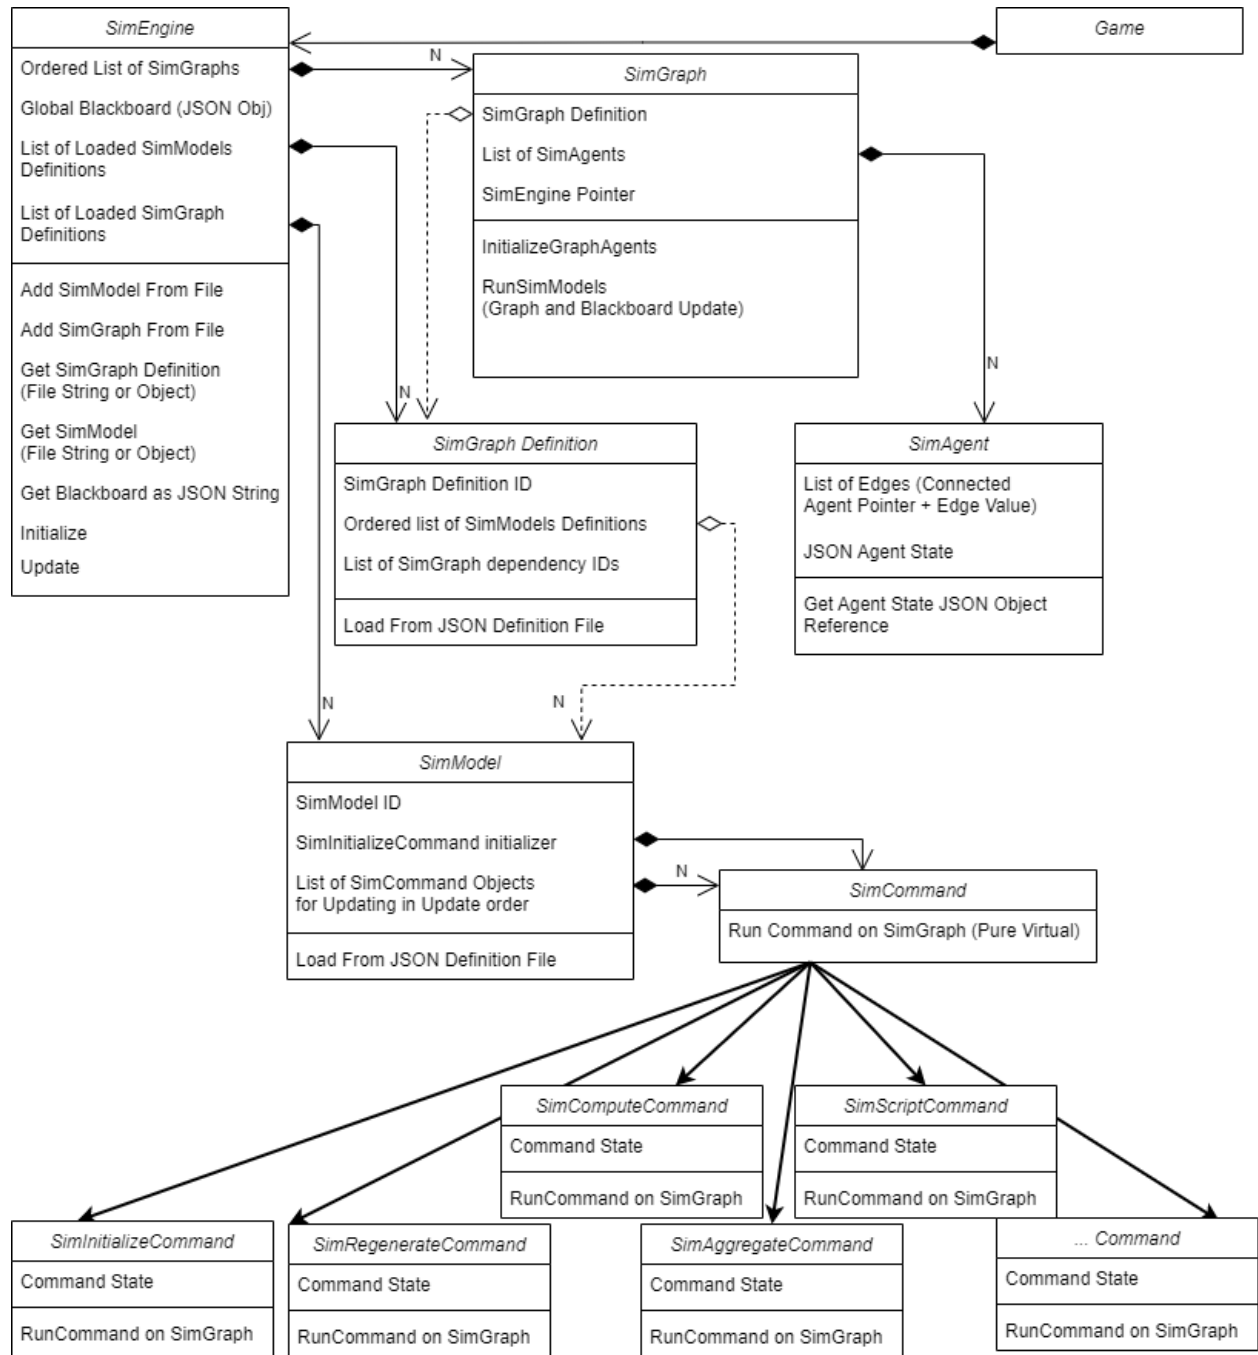 SimEngine
Ordered List of SimGraphs
Global Blackboard (JSON Obj)
List of Loaded SimModels
Definitions
List of Loaded SimGraph
Definitions
Add SimModel From File
Add SimGraph From File
Get SimGraph Definition
(File String or Object)
Get SimModel
(File String or Object)
Get Blackboard as JSON String
Initialize
Update
Game
N
SimGraph
SimGraph Definition
List of SimAgents
SimEngine Pointer
InitializeGraphAgents
RunSimModels
(Graph and Blackboard Update)
N
N
SimGraph Definition
SimGraph Definition ID
Ordered list of SimModels Definitions
List of SimGraph dependency IDs
Load From JSON Definition File
SimAgent
List of Edges (Connected
Agent Pointer + Edge Value)
JSON Agent State
Get Agent State JSON Object
Reference
N
N
SimModel
SimModel ID
SimInitializeCommand initializer
List of SimCommand Objects
for Updating in Update order
Load From JSON Definition File
N
SimCommand
Run Command on SimGraph (Pure Virtual)
SimComputeCommand
Command State
RunCommand on SimGraph
SimScriptCommand
Command State
RunCommand on SimGraph
SimInitializeCommand
Command State
RunCommand on SimGraph
SimRegenerateCommand
Command State
RunCommand on SimGraph
SimAggregateCommand
Command State
RunCommand on SimGraph
... Command
Command State
RunCommand on SimGraph